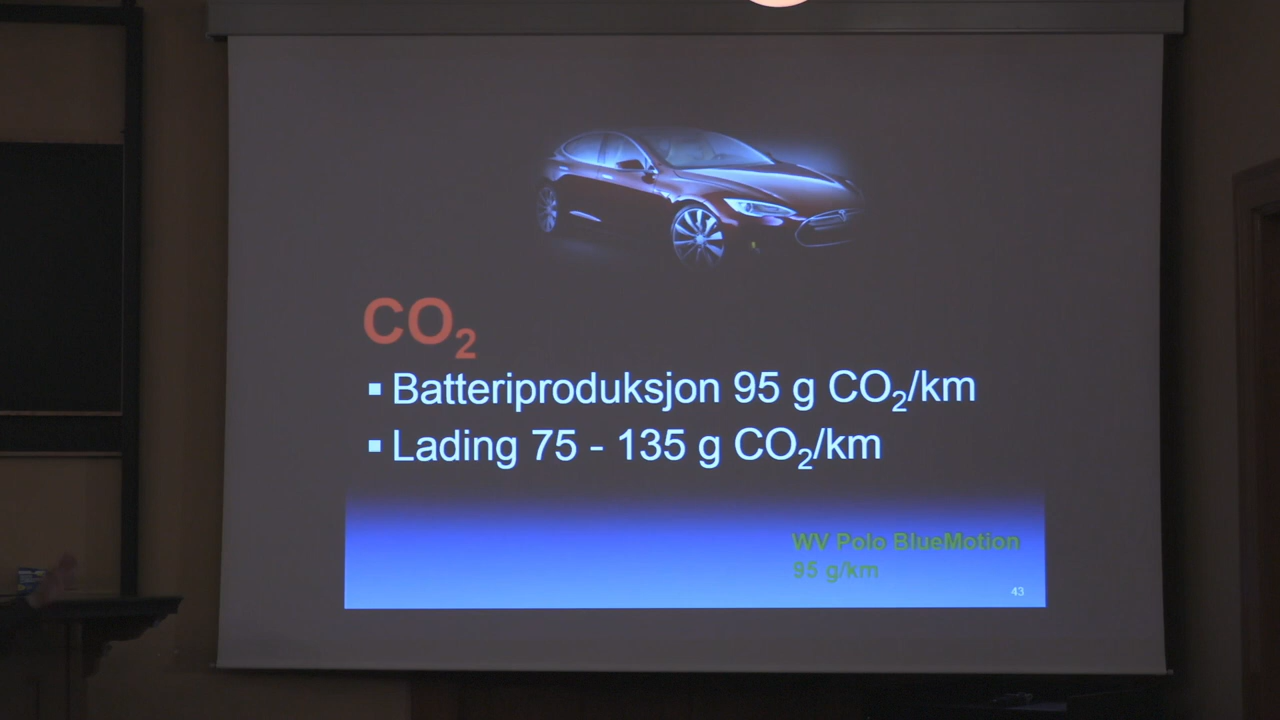 CO₂
▪ Batteriproduksjon 95 g CO₂/km
▪ Lading 75 - 135 g CO₂/km
WV Polo BlueMotion
95 g/km
43